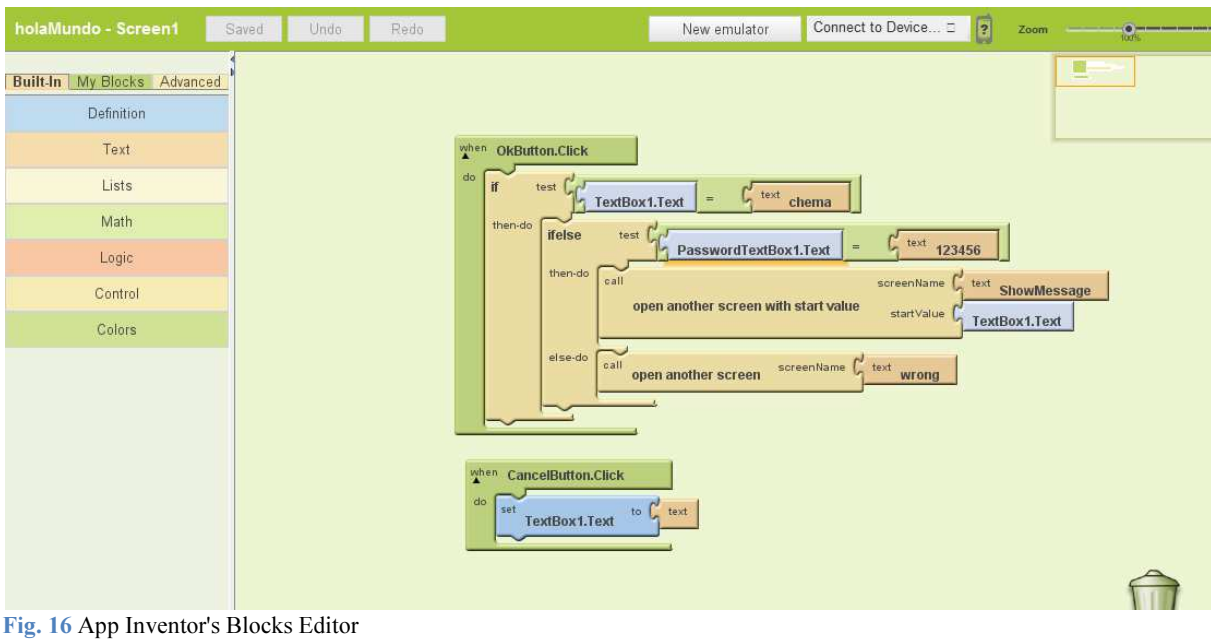 holaMundo - Screen1 Saved Undo Redo New emulator Connect to Device... ? Zoom
100%
Built-In My Blocks Advanced
Definition
Text
Lists
Math
Logic
Control
Colors
when OkButton.Click
do if test TextBox1.Text = text chema
then-do ifelse test PasswordTextBox1.Text = text 123456
then-do call open another screen with start value screenName text ShowMessage
startValue TextBox1.Text
else-do call open another screen screenName text wrong
when CancelButton.Click
do set TextBox1.Text to text
Fig. 16 App Inventor's Blocks Editor